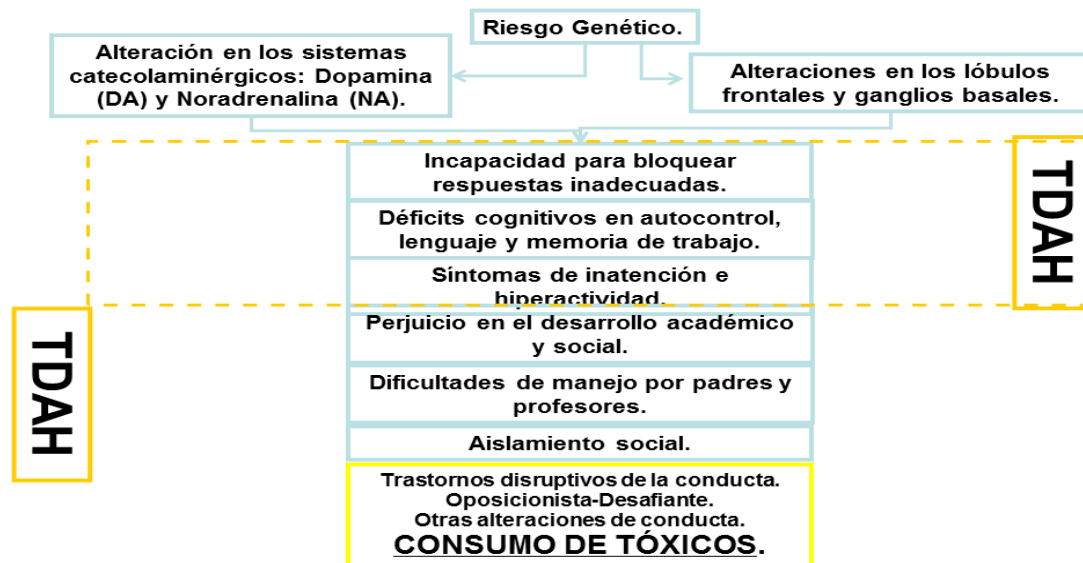 Riesgo Genético.
Alteración en los sistemas
catecolaminérgicos: Dopamina
(DA) y Noradrenalina (NA).
Alteraciones en los lóbulos
frontales y ganglios basales.
Incapacidad para bloquear
respuestas inadecuadas.
Déficits cognitivos en autocontrol,
lenguaje y memoria de trabajo.
Síntomas de inatención e
hiperactividad.
TDAH
Perjuicio en el desarrollo académico
y social.
Dificultades de manejo por padres y
profesores.
Aislamiento social.
TDAH
Trastornos disruptivos de la conducta.
Oposicionista-Desafiante.
Otras alteraciones de conducta.
CONSUMO DE TÓXICOS.